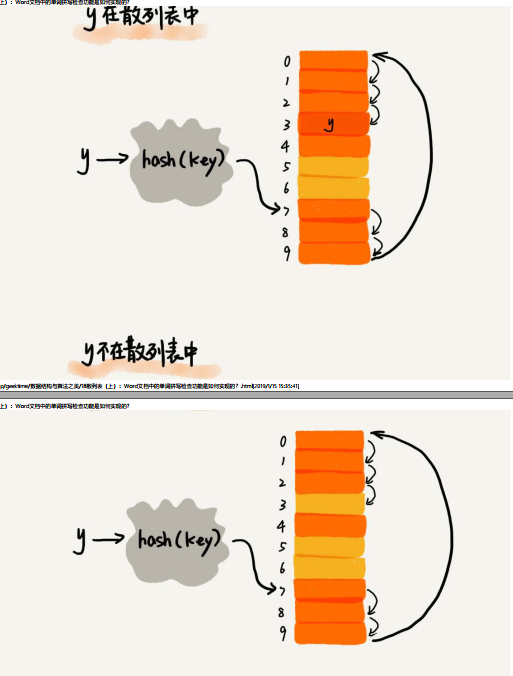 上）：Word文档中的单词拼写检查功能是如何实现的？
y在散列表中
0
1
2
3 y
y → hash(key)
4
5
6
7
8
9
y不在散列表中
p/geektime/数据结构与算法之美/18散列表（上）：Word文档中的单词拼写检查功能是如何实现的？.html[2019/1/15 15:35:41]
上）：Word文档中的单词拼写检查功能是如何实现的？
0
1
2
3
4
y → hash(key)
5
6
7
8
9